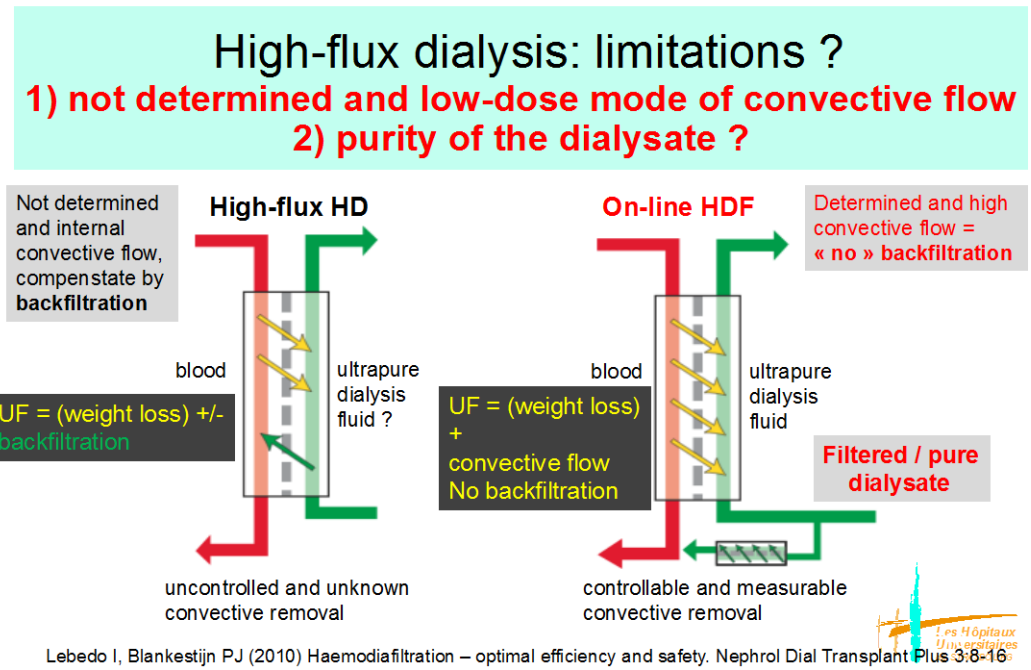 High-flux dialysis: limitations ?
1) not determined and low-dose mode of convective flow
2) purity of the dialysate ?
Not determined
and internal
convective flow,
compenstate by
backfiltration
High-flux HD
blood
ultrapure
dialysis
fluid ?
UF = (weight loss) +/-
backfiltration
uncontrolled and unknown
convective removal
On-line HDF
Determined and high
convective flow =
« no » backfiltration
blood
ultrapure
dialysis
fluid
UF = (weight loss)
+
convective flow
No backfiltration
Filtered / pure
dialysate
controllable and measurable
convective removal
Les Hôpitaux
Universitaires
Lebedo I, Blankestijn PJ (2010) Haemodiafiltration – optimal efficiency and safety. Nephrol Dial Transplant Plus 3:8-16